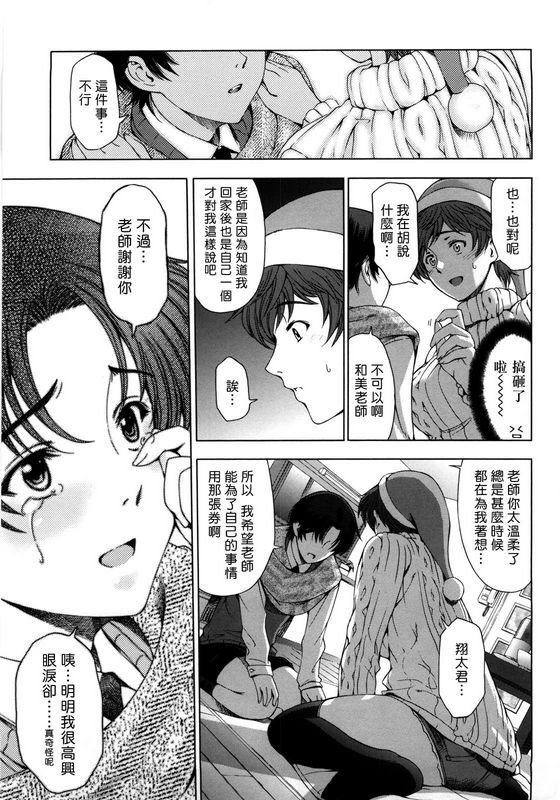 這件事…
不行
也…也對呢
我在胡說
什麼啊…
搞砸了
啦～～～～
不可以啊
和美老師
老師是因為知道我
回家後也是自己一個
才對我這樣說吧
誒…
老師你太溫柔了
總是甚麼時候
都在為我著想…
所以 我希望老師
能為了自己的事情
用那張券啊
翔太君…
不過…
老師謝謝你
咦…明明我很高興
眼淚卻……真奇怪呢